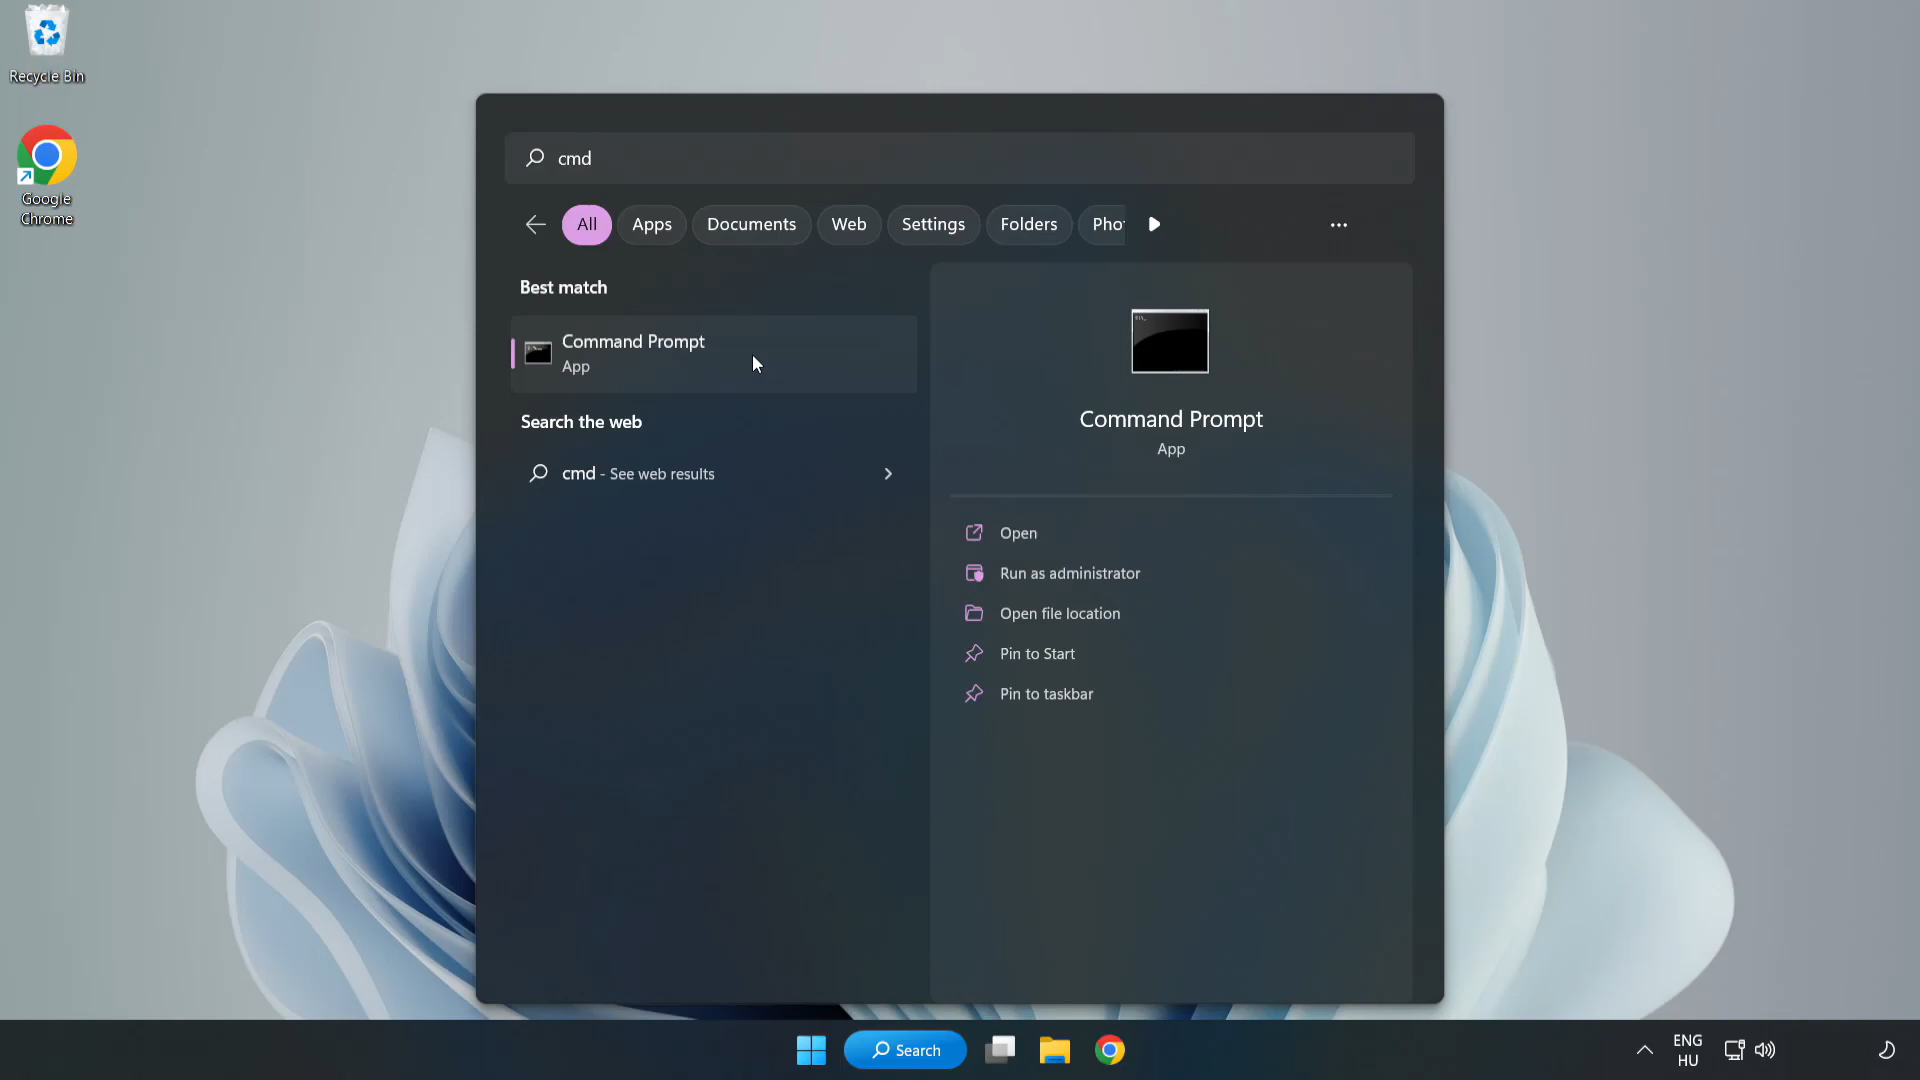 Recycle Bin
Google
Chrome
cmd
All
Apps
Documents
Web
Settings
Folders
Pho
Best match
Command Prompt
App
Search the web
cmd - See web results
Command Prompt
App
Open
Run as administrator
Open file location
Pin to Start
Pin to taskbar
Search
ENG
HU